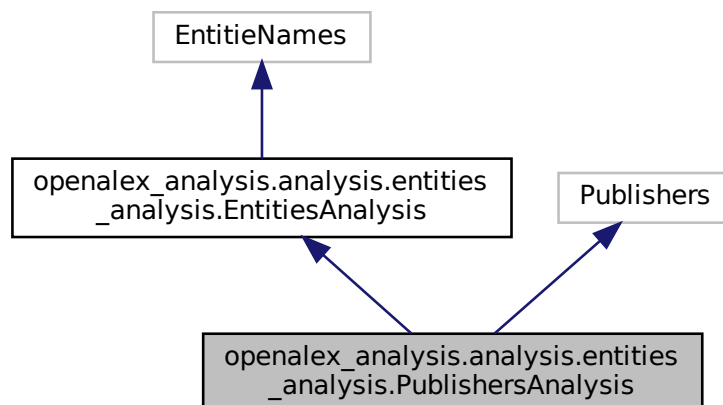 EntitieNames
openalex_analysis.analysis.entities
_analysis.EntitiesAnalysis
Publishers
openalex_analysis.analysis.entities
_analysis.PublishersAnalysis